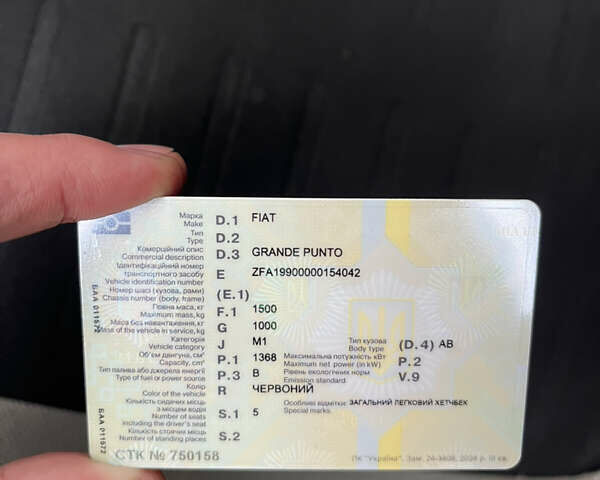 Марка
Make D.1 FIAT
Тип
Type D.2
Комерційний опис
Commercial description D.3 GRANDE PUNTO
Ідентифікаційний номер
транспортного засобу E ZFA19900000154042
Vehicle identification number
Номер шасі (кузова, рами) (E.1)
Chassis number (body, frame)
Повна маса, кг F.1 1500
Maximum mass, kg
Маса без навантаження, кг G 1000
Mass of the vehicle in service, kg
Категорія J M1 Тип кузова (D.4) AB
Vehicle category Body type
Об'єм двигуна, см³ P.1 1368 Максимальна потужність кВт P.2
Capacity, cm³ Maximum net power (in kW)
Тип палива або джерела енергії P.3 B Рівень екологічних норм V.9
Type of fuel or power source Emission standard
Колір R ЧЕРВОНИЙ
Color of the vehicle
Кількість сидячих місць Особливі відмітки: ЗАГАЛЬНИЙ ЛЕГКОВИЙ ХЕТЧБЕК
з місцем водія S.1 5 Special marks
Number of seats
including the driver's seat
Кількість стоячих місць S.2
Number of standing places
СТК № 750158
ПК "Україна".